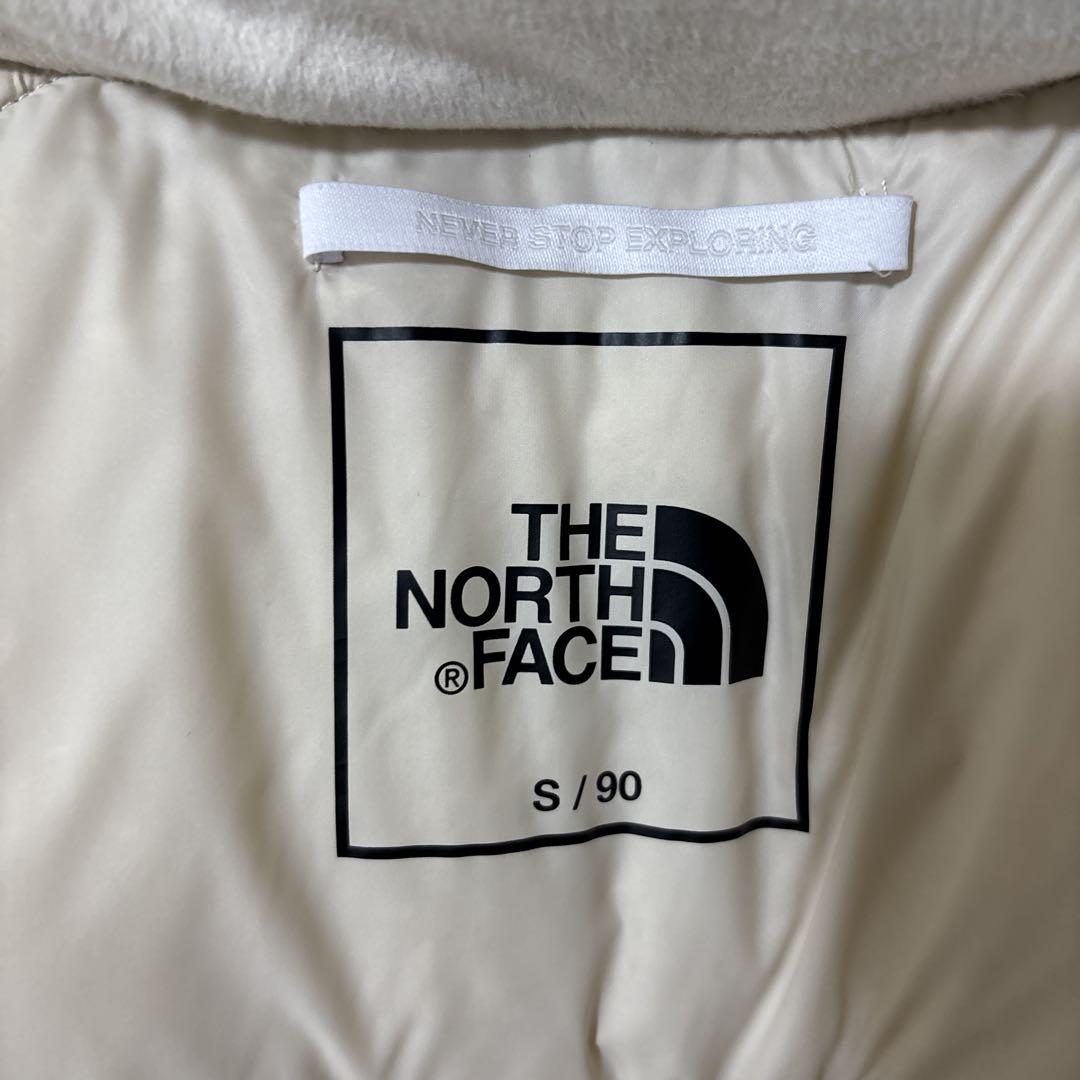 NEVER STOP EXPLORING
THE
NORTH
®FACE
S / 90